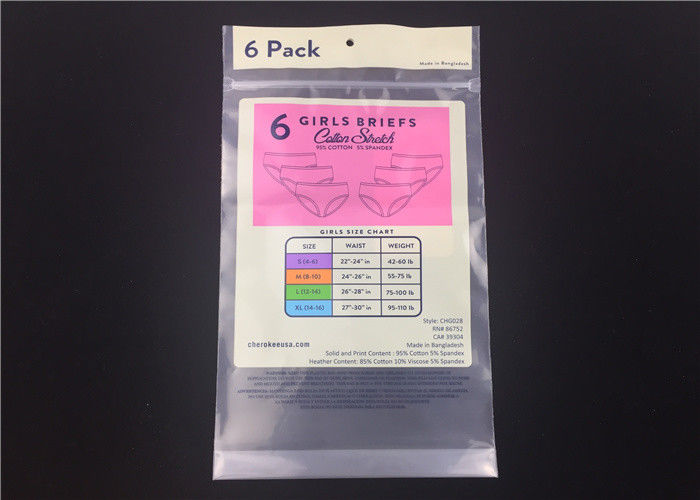 6 Pack
Made in Bangladesh
6 GIRLS BRIEFS
Cotton Stretch
95% COTTON 5% SPANDEX
GIRLS SIZE CHART
SIZE WAIST WEIGHT
S (4-6) 22"-24" in 42-60 lb
M (8-10) 24"-26" in 55-75 lb
L (12-14) 26"-28" in 75-100 lb
XL (14-16) 27"-30" in 95-110 lb
Style: CHG028
RN# 86752
CA# 39304
Made in Bangladesh
cherokeeusa.com
Solid and Print Content : 95% Cotton 5% Spandex
Heather Content: 85% Cotton 10% Viscose 5% Spandex